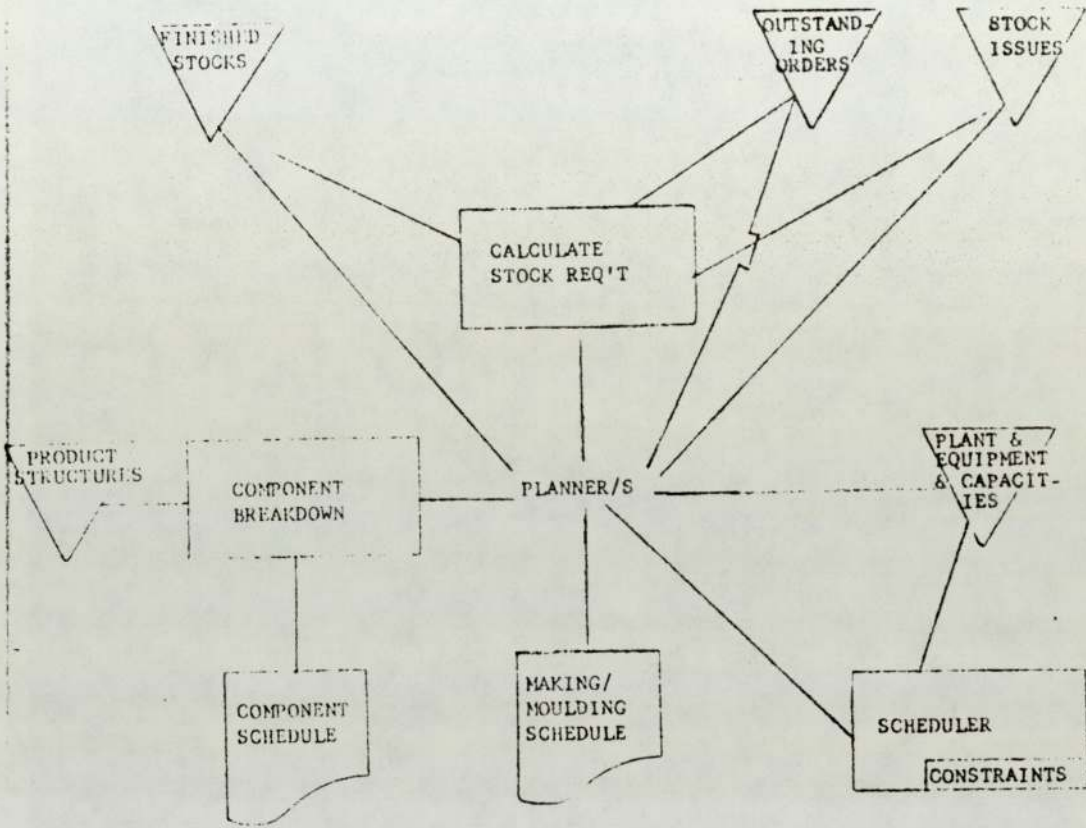 FINISHED
STOCKS
OUTSTAND-
ING
ORDERS
STOCK
ISSUES
CALCULATE
STOCK REQ'T
PRODUCT
STRUCTURES
COMPONENT
BREAKDOWN
PLANNER/S
PLANT &
EQUIPMENT
& CAPACIT-
IES
COMPONENT
SCHEDULE
MAKING/
MOULDING
SCHEDULE
SCHEDULER
CONSTRAINTS